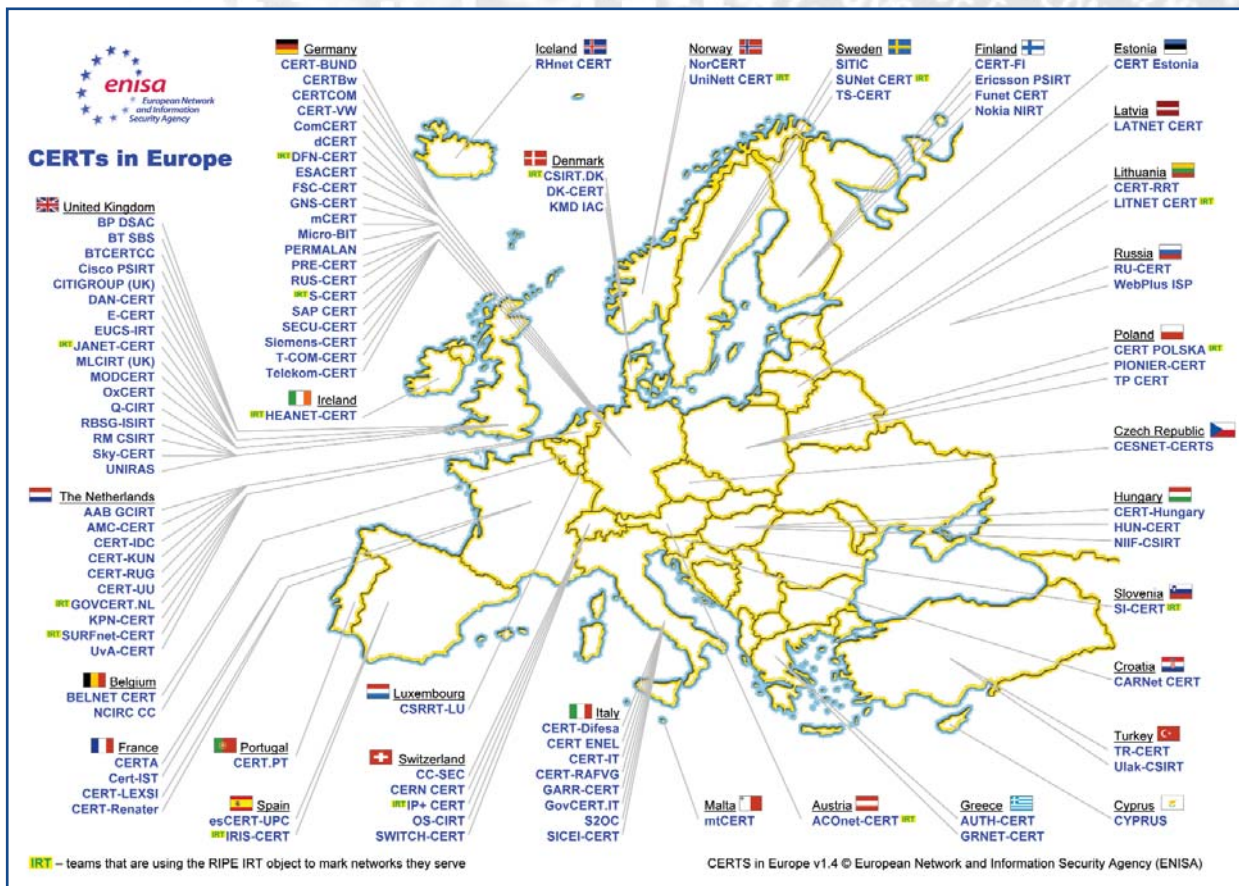 enisa
European Network
and Information
Security Agency
CERTs in Europe
United Kingdom
BP DSAC
BT SBS
BTCERTCC
Cisco PSIRT
CITIGROUP (UK)
DAN-CERT
E-CERT
EUCS-IRT
IRT JANET-CERT
MLCIRT (UK)
MODCERT
OxCERT
Q-CIRT
RBSG-ISIRT
RM CSIRT
Sky-CERT
UNIRAS
The Netherlands
AAB GCIRT
AMC-CERT
CERT-IDC
CERT-KUN
CERT-RUG
CERT-UU
IRT GOVCERT.NL
KPN-CERT
IRT SURFnet-CERT
UvA-CERT
Belgium
BELNET CERT
NCIRC CC
France
CERTA
Cert-IST
CERT-LEXSI
CERT-Renater
Germany
CERT-BUND
CERTBw
CERTCOM
CERT-VW
ComCERT
dCERT
IRT DFN-CERT
ESACERT
FSC-CERT
GNS-CERT
mCERT
Micro-BIT
PERMALAN
PRE-CERT
RUS-CERT
IRT S-CERT
SAP CERT
SECU-CERT
Siemens-CERT
T-COM-CERT
Telekom-CERT
Ireland
IRT HEANET-CERT
Portugal
CERT.PT
Spain
esCERT-UPC
IRT IRIS-CERT
Iceland
RHnet CERT
Denmark
IRT CSIRT.DK
DK-CERT
KMD IAC
Luxembourg
CSRRT-LU
Switzerland
CC-SEC
CERN CERT
IRT IP+ CERT
OS-CIRT
SWITCH-CERT
Italy
CERT-Difesa
CERT ENEL
CERT-IT
CERT-RAFVG
GARR-CERT
GovCERT.IT
S2OC
SICEI-CERT
Norway
NorCERT
UniNett CERT IRT
Sweden
SITIC
SUNet CERT IRT
TS-CERT
Finland
CERT-FI
Ericsson PSIRT
Funet CERT
Nokia NIRT
Estonia
CERT Estonia
Latvia
LATNET CERT
Lithuania
CERT-RRT
LITNET CERT IRT
Russia
RU-CERT
WebPlus ISP
Poland
CERT POLSKA IRT
PIONIER-CERT
TP CERT
Czech Republic
CESNET-CERTS
Hungary
CERT-Hungary
HUN-CERT
NIIF-CSIRT
Slovenia
SI-CERT IRT
Croatia
CARNet CERT
Turkey
TR-CERT
Ulak-CSIRT
Malta
mtCERT
Austria
ACOnet-CERT IRT
Greece
AUTH-CERT
GRNET-CERT
Cyprus
CYPRUS
IRT – teams that are using the RIPE IRT object to mark networks they serve
CERTS in Europe v1.4 © European Network and Information Security Agency (ENISA)